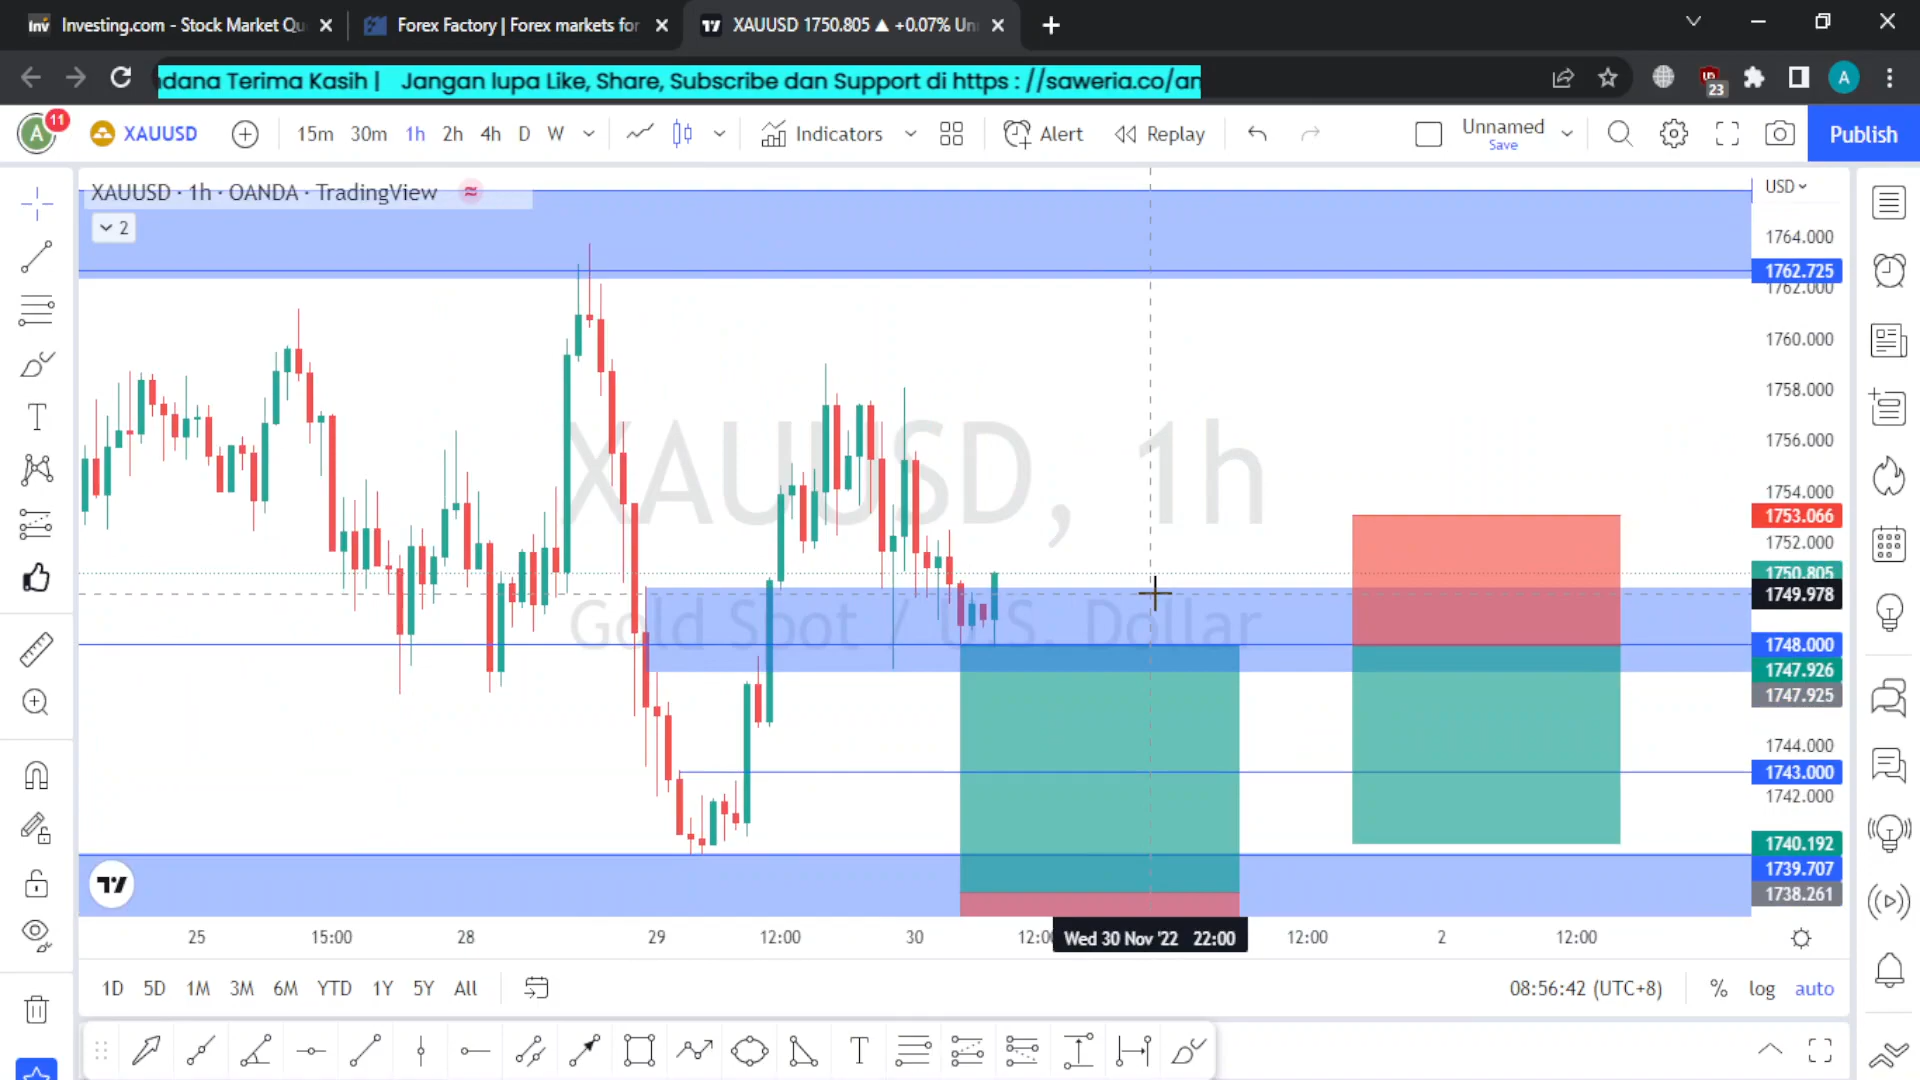 Investing.com - Stock Market Qu
Forex Factory | Forex markets for
XAUUSD 1750.805 ▲ +0.07% Un
dana Terima Kasih | Jangan lupa Like, Share, Subscribe dan Support di https : //saweria.co/an
23
A
A
11
XAUUSD
15m 30m 1h 2h 4h D W
Indicators
Alert
Replay
Unnamed
Save
Publish
XAUUSD · 1h · OANDA · TradingView
2
USD
XAUUSD, 1h
Gold Spot / U.S. Dollar
1764.000
1762.725
1762.000
1760.000
1758.000
1756.000
1754.000
1753.066
1752.000
1750.805
1749.978
1748.000
1747.926
1747.925
1744.000
1743.000
1742.000
1740.192
1739.707
1738.261
25 15:00 28 29 12:00 30 12:00 Wed 30 Nov '22 22:00 12:00 2 12:00
1D 5D 1M 3M 6M YTD 1Y 5Y All
08:56:42 (UTC+8) % log auto